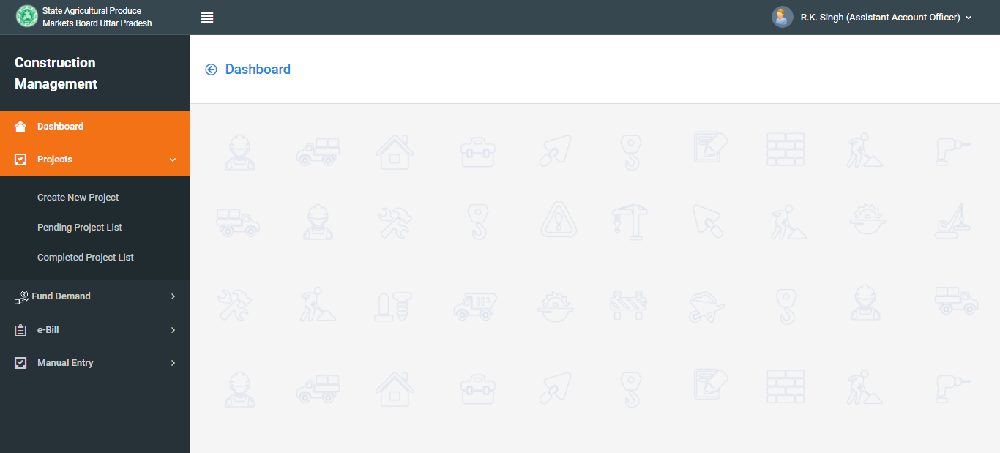 State Agricultural Produce
Markets Board Uttar Pradesh
R.K. Singh (Assistant Account Officer)
Construction
Management
Dashboard
Dashboard
Projects
Create New Project
Pending Project List
Completed Project List
Fund Demand
e-Bill
Manual Entry